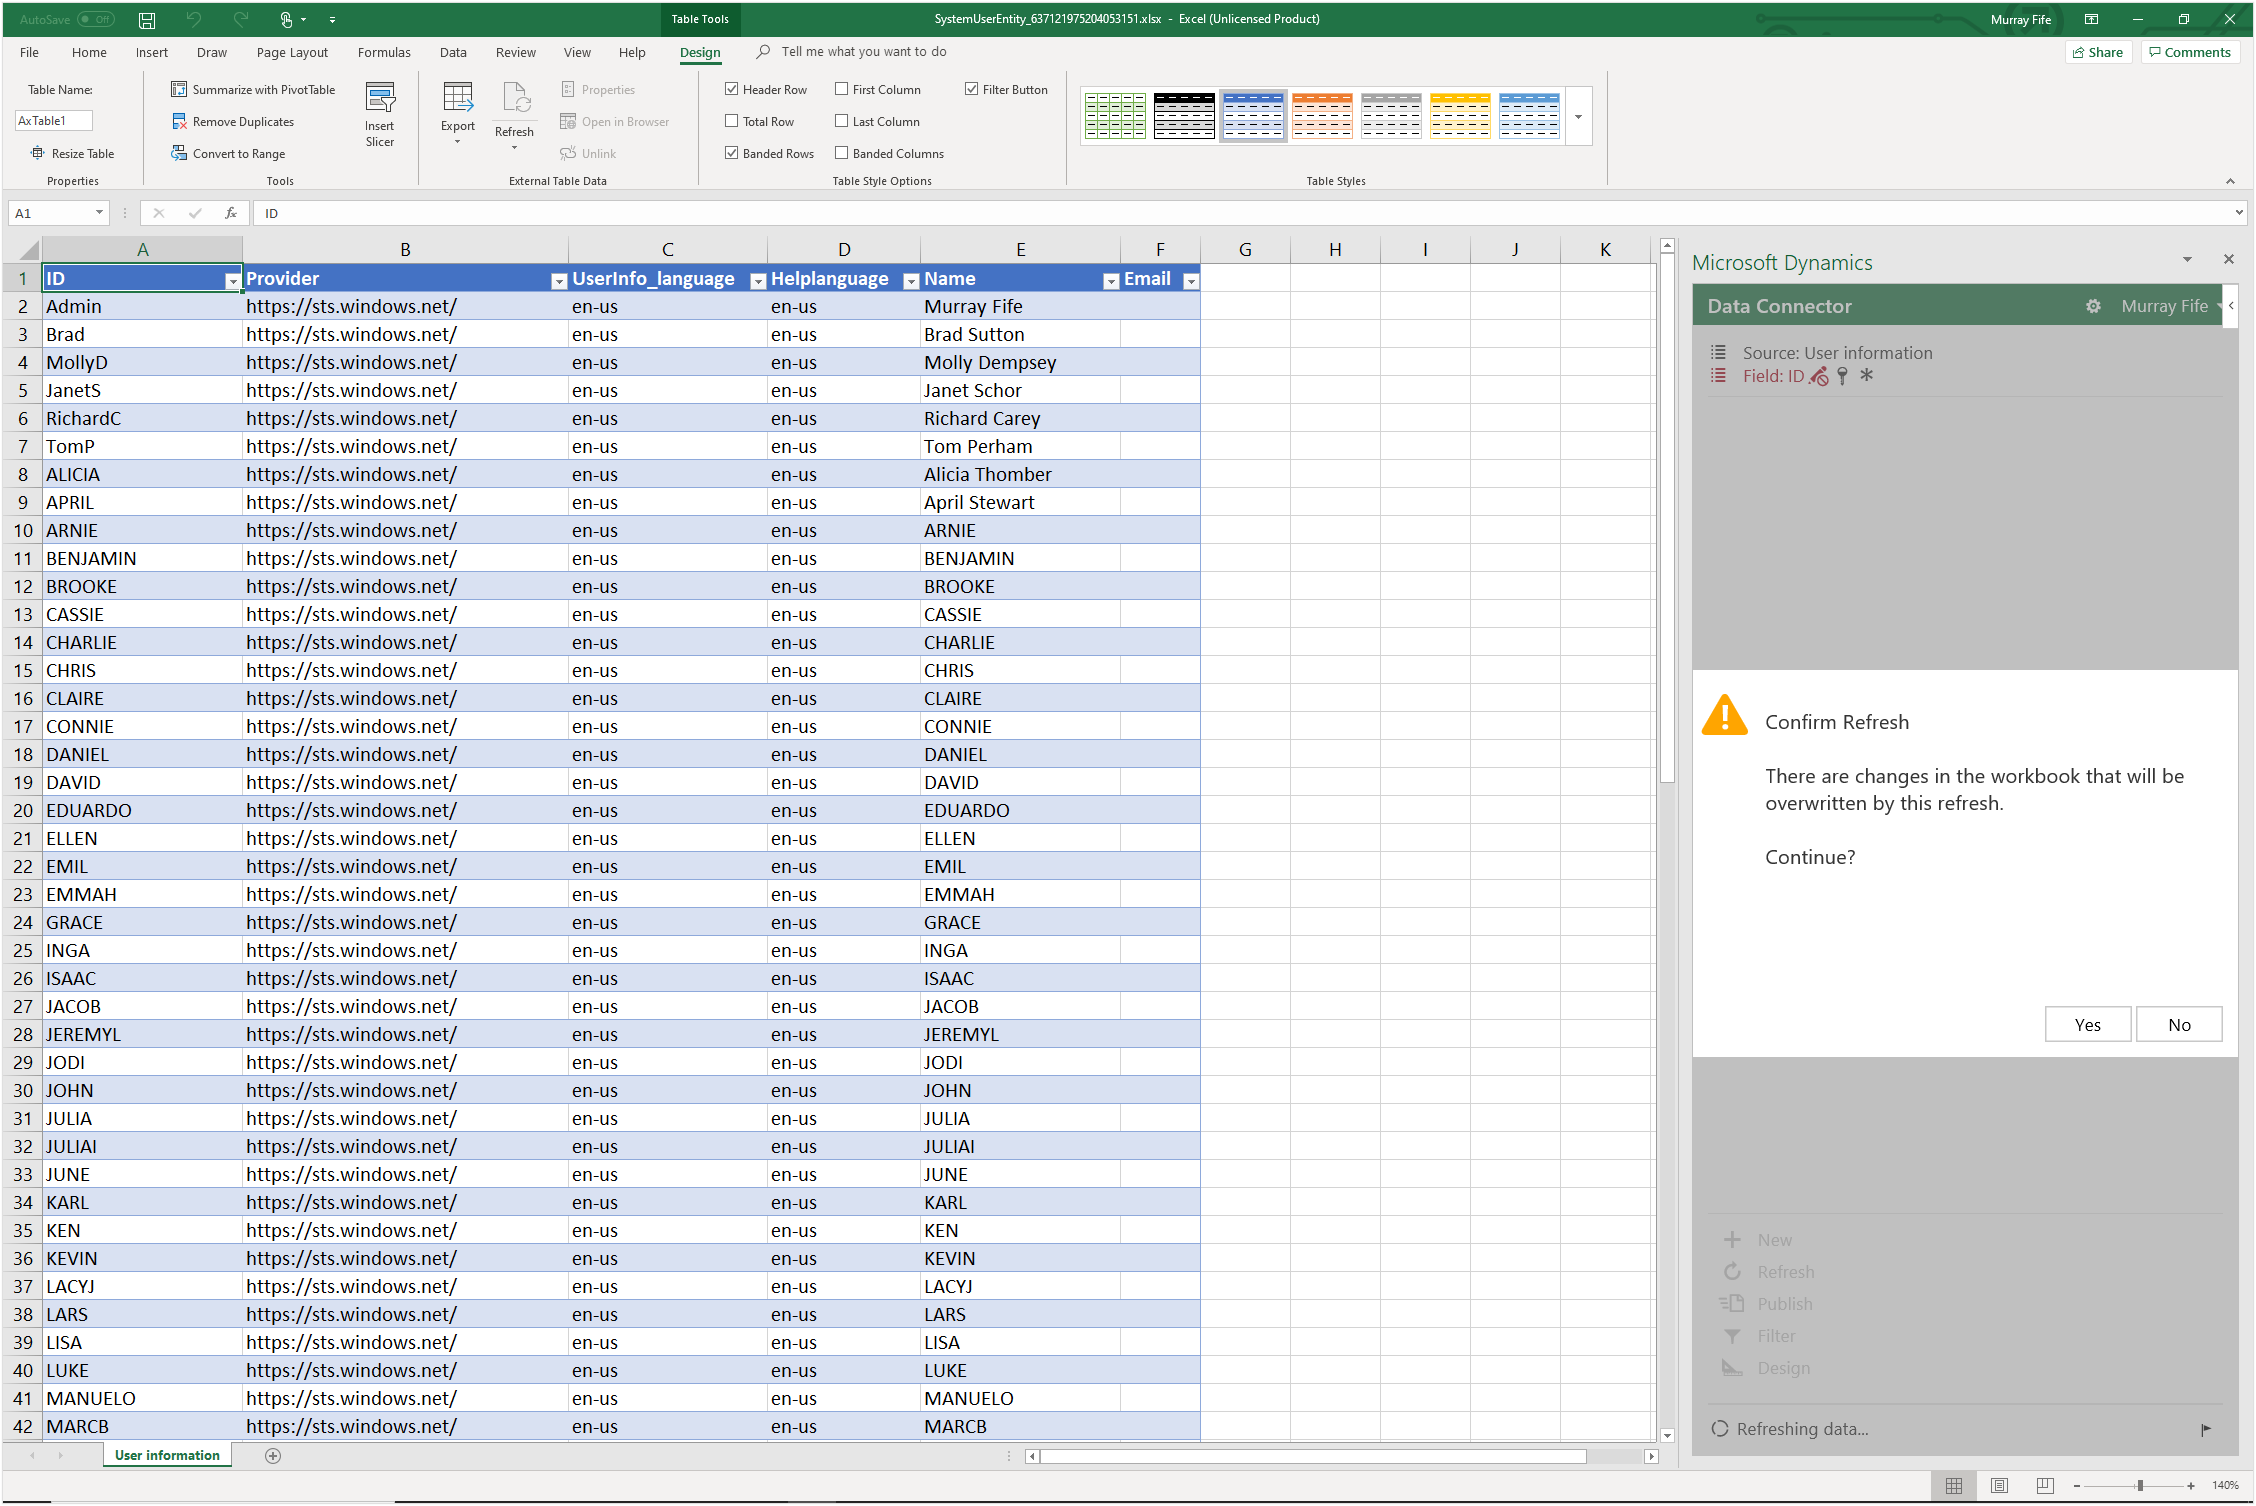 AutoSave Off
Table Tools
SystemUserEntity_637121975204053151.xlsx - Excel (Unlicensed Product)
Murray Fife
File Home Insert Draw Page Layout Formulas Data Review View Help Design Tell me what you want to do
Share Comments
Table Name:
AxTable1
Resize Table
Properties
Summarize with PivotTable
Remove Duplicates
Convert to Range
Insert
Slicer
Tools
Export
Refresh
Properties
Open in Browser
Unlink
External Table Data
Header Row First Column Filter Button
Total Row Last Column
Banded Rows Banded Columns
Table Style Options
Table Styles
A1 fx ID
A B C D E F G H I J K
1 ID Provider UserInfo_language Helplanguage Name Email
2 Admin https://sts.windows.net/ en-us en-us Murray Fife
3 Brad https://sts.windows.net/ en-us en-us Brad Sutton
4 MollyD https://sts.windows.net/ en-us en-us Molly Dempsey
5 JanetS https://sts.windows.net/ en-us en-us Janet Schor
6 RichardC https://sts.windows.net/ en-us en-us Richard Carey
7 TomP https://sts.windows.net/ en-us en-us Tom Perham
8 ALICIA https://sts.windows.net/ en-us en-us Alicia Thomber
9 APRIL https://sts.windows.net/ en-us en-us April Stewart
10 ARNIE https://sts.windows.net/ en-us en-us ARNIE
11 BENJAMIN https://sts.windows.net/ en-us en-us BENJAMIN
12 BROOKE https://sts.windows.net/ en-us en-us BROOKE
13 CASSIE https://sts.windows.net/ en-us en-us CASSIE
14 CHARLIE https://sts.windows.net/ en-us en-us CHARLIE
15 CHRIS https://sts.windows.net/ en-us en-us CHRIS
16 CLAIRE https://sts.windows.net/ en-us en-us CLAIRE
17 CONNIE https://sts.windows.net/ en-us en-us CONNIE
18 DANIEL https://sts.windows.net/ en-us en-us DANIEL
19 DAVID https://sts.windows.net/ en-us en-us DAVID
20 EDUARDO https://sts.windows.net/ en-us en-us EDUARDO
21 ELLEN https://sts.windows.net/ en-us en-us ELLEN
22 EMIL https://sts.windows.net/ en-us en-us EMIL
23 EMMAH https://sts.windows.net/ en-us en-us EMMAH
24 GRACE https://sts.windows.net/ en-us en-us GRACE
25 INGA https://sts.windows.net/ en-us en-us INGA
26 ISAAC https://sts.windows.net/ en-us en-us ISAAC
27 JACOB https://sts.windows.net/ en-us en-us JACOB
28 JEREMYL https://sts.windows.net/ en-us en-us JEREMYL
29 JODI https://sts.windows.net/ en-us en-us JODI
30 JOHN https://sts.windows.net/ en-us en-us JOHN
31 JULIA https://sts.windows.net/ en-us en-us JULIA
32 JULIAI https://sts.windows.net/ en-us en-us JULIAI
33 JUNE https://sts.windows.net/ en-us en-us JUNE
34 KARL https://sts.windows.net/ en-us en-us KARL
35 KEN https://sts.windows.net/ en-us en-us KEN
36 KEVIN https://sts.windows.net/ en-us en-us KEVIN
37 LACYJ https://sts.windows.net/ en-us en-us LACYJ
38 LARS https://sts.windows.net/ en-us en-us LARS
39 LISA https://sts.windows.net/ en-us en-us LISA
40 LUKE https://sts.windows.net/ en-us en-us LUKE
41 MANUELO https://sts.windows.net/ en-us en-us MANUELO
42 MARCB https://sts.windows.net/ en-us en-us MARCB
User information
Microsoft Dynamics
Data Connector Murray Fife
Source: User information
Field: ID
Confirm Refresh
There are changes in the workbook that will be
overwritten by this refresh.
Continue?
Yes No
New
Refresh
Publish
Filter
Design
Refreshing data...
140%